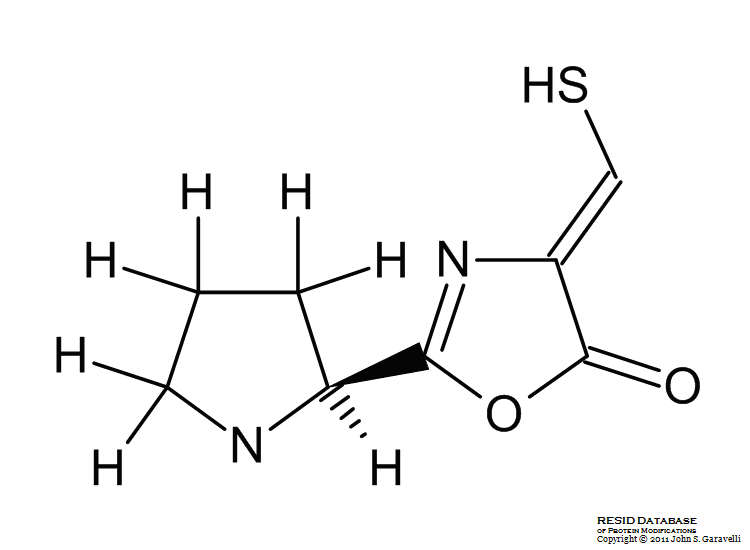 HS
H H
H H N
H
O
O
N
H H
RESID DATABASE
OF PROTEIN MODIFICATIONS
Copyright © 2011 John S. Garavelli